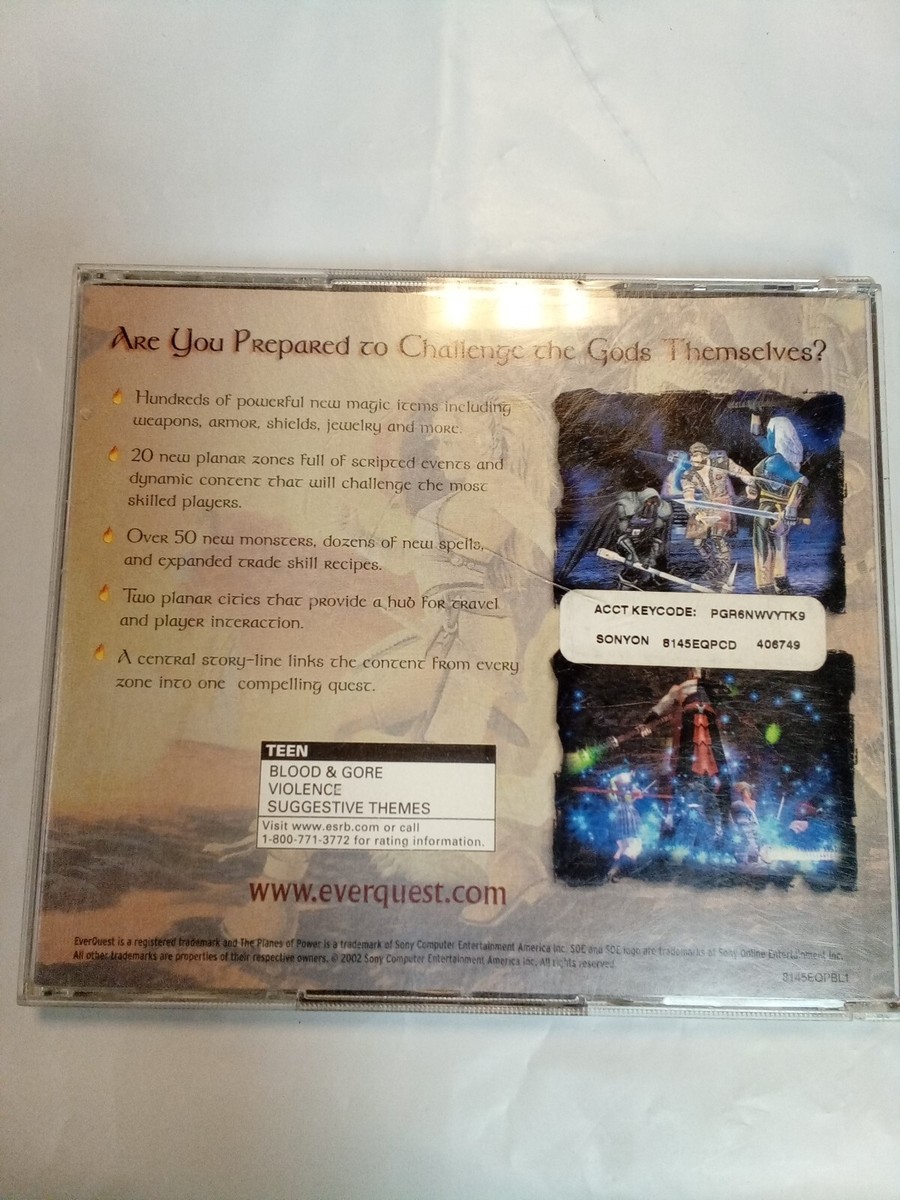 Are You Prepared to Challenge the Gods Themselves?
Hundreds of powerful new magic items including
weapons, armor, shields, jewelry and more.
20 new planar zones full of scripted events and
dynamic content that will challenge the most
skilled players.
Over 50 new monsters, dozens of new spells,
and expanded trade skill recipes.
Two planar cities that provide a hub for travel
and player interaction.
A central story-line links the content from every
zone into one compelling quest.
ACCT KEYCODE: PGR6NWVYTK9
SONYON 8145EQPCD 406749
TEEN
BLOOD & GORE
VIOLENCE
SUGGESTIVE THEMES
Visit www.esrb.com or call
1-800-771-3772 for rating information.
www.everquest.com
EverQuest is a registered trademark and The Planes of Power is a trademark of Sony Computer Entertainment America Inc. SOE and SOE logo are trademarks of Sony Online Entertainment Inc.
All other trademarks are properties of their respective owners. © 2002 Sony Computer Entertainment America Inc. All rights reserved.
8145EQPBL1